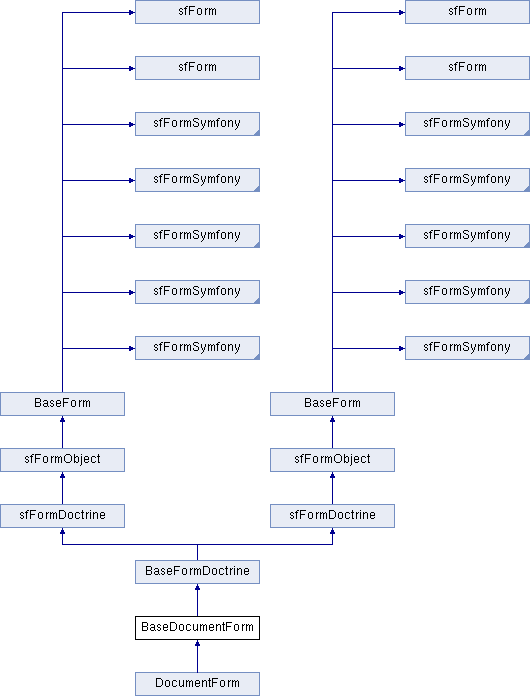 sfForm
sfForm
sfForm
sfForm
sfFormSymfony
sfFormSymfony
sfFormSymfony
sfFormSymfony
sfFormSymfony
sfFormSymfony
sfFormSymfony
sfFormSymfony
sfFormSymfony
sfFormSymfony
BaseForm
BaseForm
sfFormObject
sfFormObject
sfFormDoctrine
sfFormDoctrine
BaseFormDoctrine
BaseDocumentForm
DocumentForm